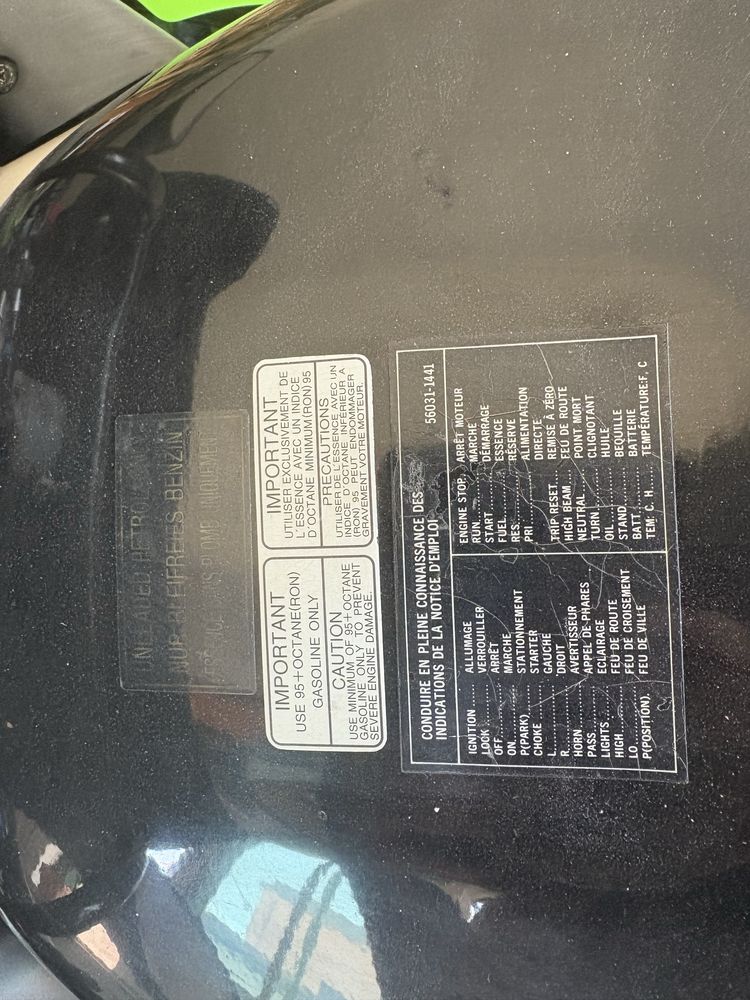 PETROL
BLEIFREIES BENZIN
IMPORTANT
USE 95+OCTANE(RON)
GASOLINE ONLY
CAUTION
USE MINIMUM OF 95+OCTANE
GASOLINE ONLY TO PREVENT
SEVERE ENGINE DAMAGE.
IMPORTANT
UTILISER EXCLUSIVEMENT DE
L'ESSENCE AVEC UN INDICE
D'OCTANE MINIMUM (RON) 95
PRECAUTIONS
UTILISER DE L'ESSENCE AVEC UN
INDICE D'OCTANE INFERIEUR A
(RON) 95 PEUT ENDOMMAGER
GRAVEMENT VOTRE MOTEUR.
CONDUIRE EN PLEINE CONNAISSANCE DES
INDICATIONS DE LA NOTICE D'EMPLOI
56031-1441
IGNITION ALLUMAGE
LOCK VERROUILLER
OFF ARRÊT
ON MARCHE
P(PARK) STATIONNEMENT
CHOKE STARTER
L GAUCHE
R DROIT
HORN AVERTISSEUR
PASS APPEL DE PHARES
LIGHTS ECLAIRAGE
HIGH FEU DE ROUTE
LO FEU DE CROISEMENT
P(POSITION) FEU DE VILLE
ENGINE STOP ARRÊT MOTEUR
RUN MARCHE
START DÉMARRAGE
FUEL ESSENCE
RES RÉSERVE
PRI ALIMENTATION
DIRECTE
TRIP RESET REMISE À ZÉRO
HIGH BEAM FEU DE ROUTE
NEUTRAL POINT MORT
TURN CLIGNOTANT
OIL HUILE
STAND BEQUILLE
BATT BATTERIE
TEM: C. H. TEMPÉRATURE:F, C